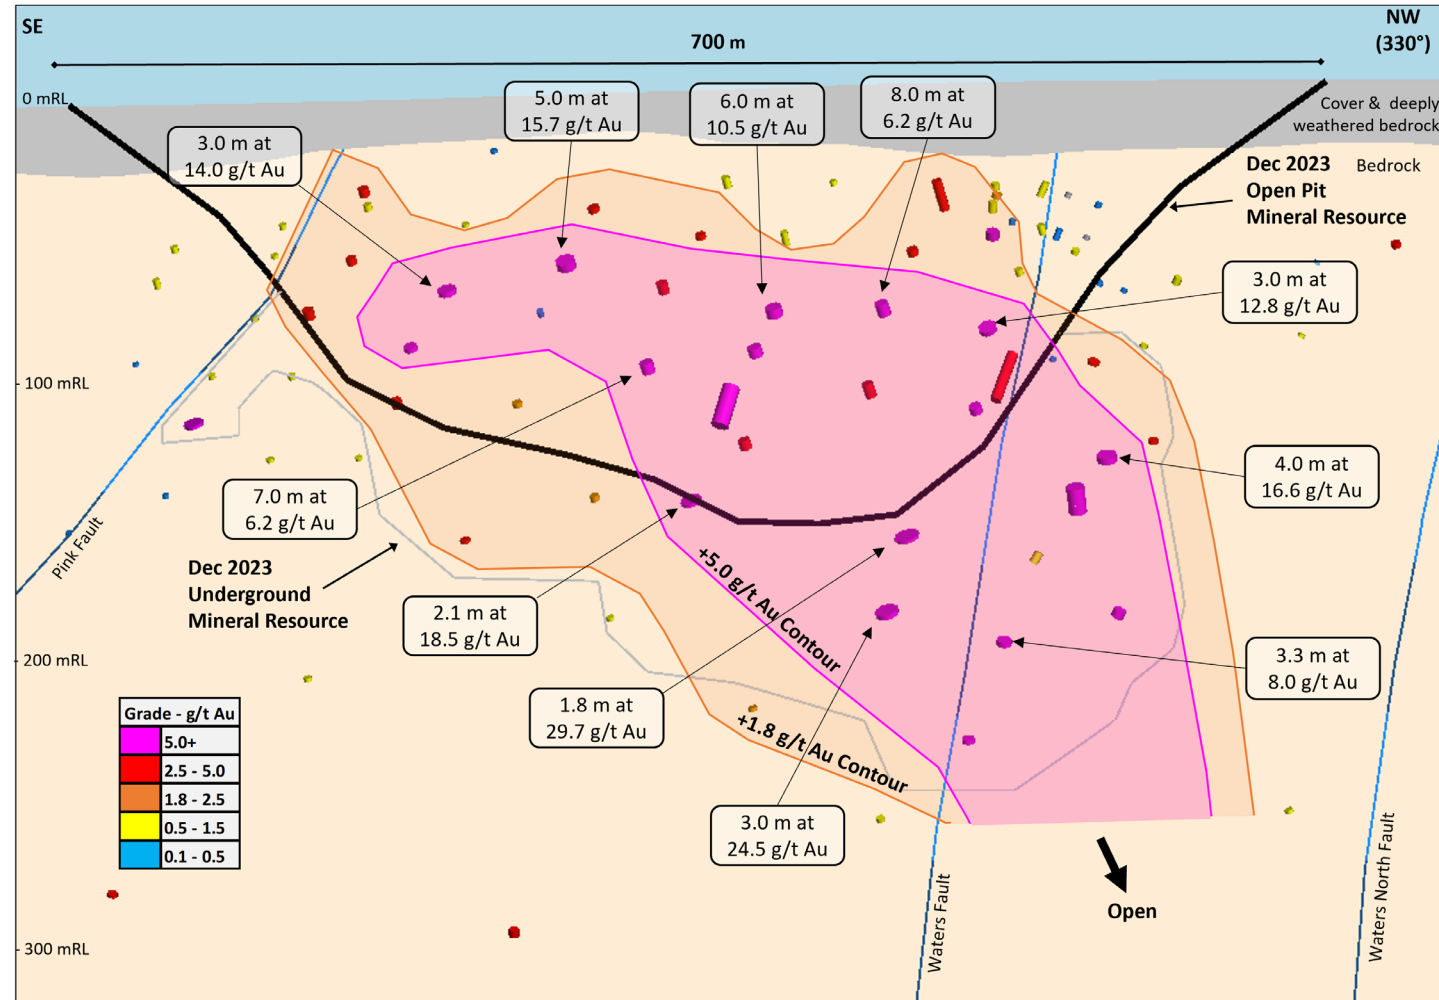 SE
NW
(330°)
700 m
0 mRL
Cover & deeply
weathered bedrock
Bedrock
5.0 m at
15.7 g/t Au
6.0 m at
10.5 g/t Au
8.0 m at
6.2 g/t Au
3.0 m at
14.0 g/t Au
Dec 2023
Open Pit
Mineral Resource
3.0 m at
12.8 g/t Au
100 mRL
4.0 m at
16.6 g/t Au
7.0 m at
6.2 g/t Au
Pink Fault
Dec 2023
Underground
Mineral Resource
2.1 m at
18.5 g/t Au
+5.0 g/t Au Contour
200 mRL
3.3 m at
8.0 g/t Au
1.8 m at
29.7 g/t Au
+1.8 g/t Au Contour
Grade - g/t Au
5.0+
2.5 - 5.0
1.8 - 2.5
0.5 - 1.5
0.1 - 0.5
3.0 m at
24.5 g/t Au
Open
Waters Fault
Waters North Fault
300 mRL